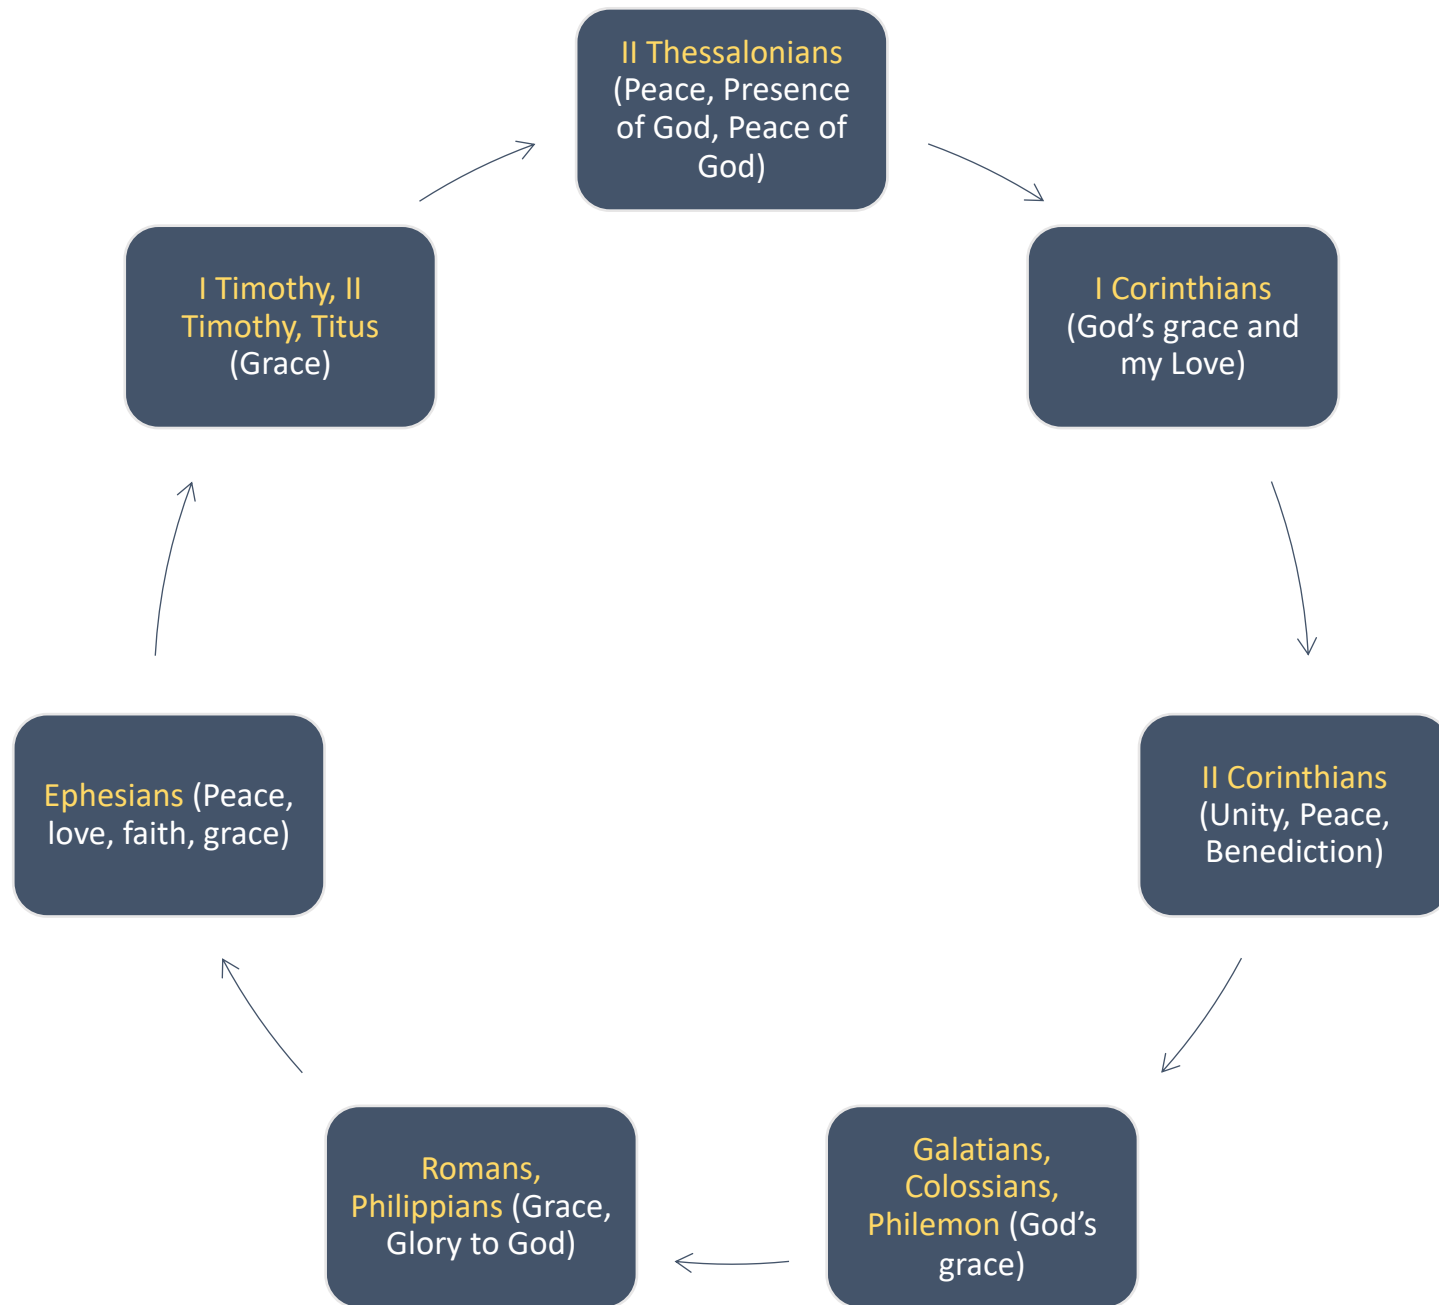 II Thessalonians
(Peace, Presence
of God, Peace of
God)
I Corinthians
(God’s grace and
my Love)
II Corinthians
(Unity, Peace,
Benediction)
Galatians,
Colossians,
Philemon (God’s
grace)
Romans,
Philippians (Grace,
Glory to God)
Ephesians (Peace,
love, faith, grace)
I Timothy, II
Timothy, Titus
(Grace)